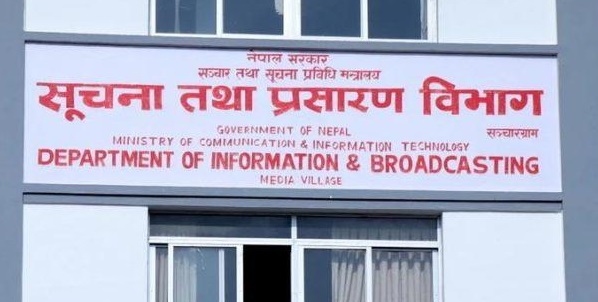 नेपाल सरकार
सञ्चार तथा सूचना प्रविधि मन्त्रालय
सूचना तथा प्रसारण विभाग
सञ्चारग्राम
GOVERNMENT OF NEPAL
MINISTRY OF COMMUNICATION & INFORMATION TECHNOLOGY
DEPARTMENT OF INFORMATION & BROADCASTING
MEDIA VILLAGE